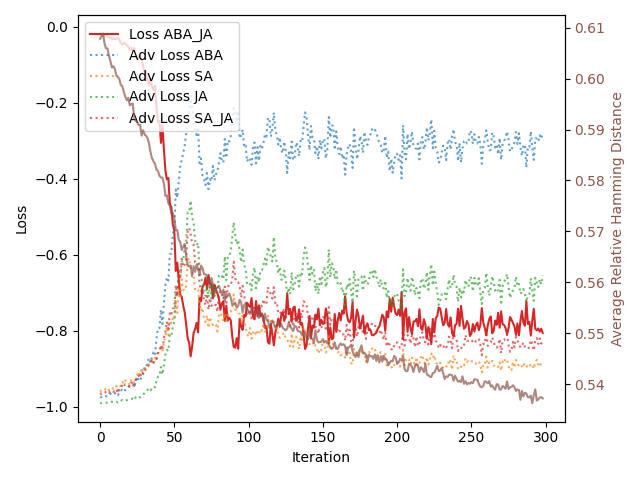 Loss ABA_JA
Adv Loss ABA
Adv Loss SA
Adv Loss JA
Adv Loss SA_JA
0.0
−0.2
−0.4
−0.6
−0.8
−1.0
Loss
0
50
100
150
200
250
300
Iteration
0.61
0.60
0.59
0.58
0.57
0.56
0.55
0.54
Average Relative Hamming Distance